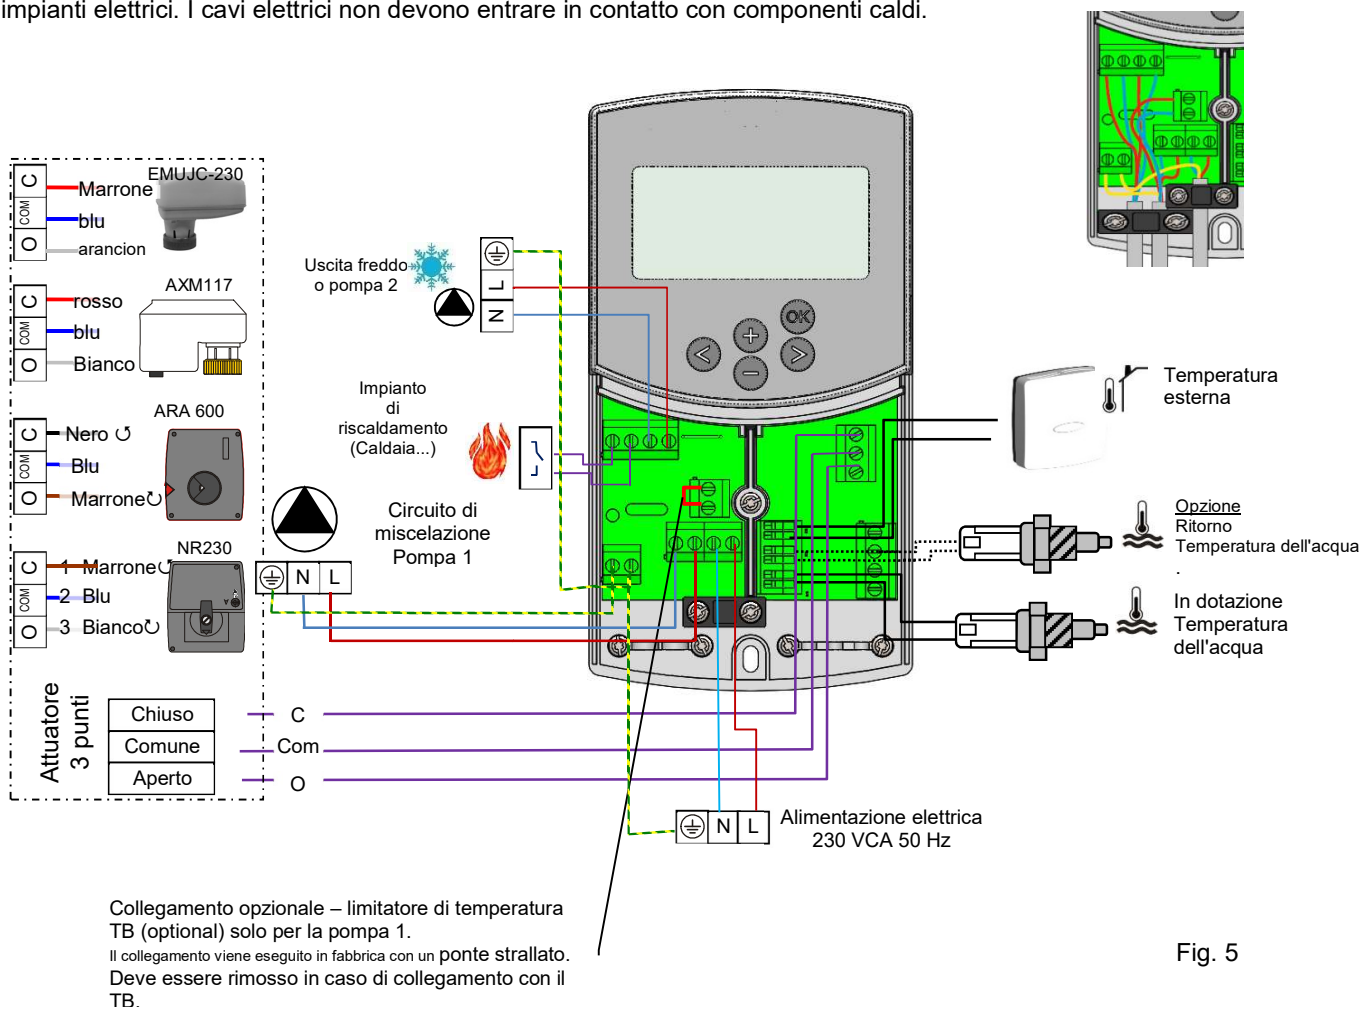 impianti elettrici. I cavi elettrici non devono entrare in contatto con componenti caldi.
EMUJC-230
C
Marrone
COM
blu
O
arancion
AXM117
C
rosso
COM
blu
O
Bianco
ARA 600
C
Nero ↺
COM
Blu
O
Marrone↻
NR230
C
1 Marrone↺
COM
2 Blu
O
3 Bianco↻
Attuatore
3 punti
Chiuso
C
Comune
Com
Aperto
O
Uscita freddo
o pompa 2
L
N
Impianto
di
riscaldamento
(Caldaia...)
Circuito di
miscelazione
Pompa 1
N L
OK
+
<
>
−
Temperatura
esterna
Opzione
Ritorno
Temperatura dell'acqua
.
In dotazione
Temperatura
dell'acqua
N L
Alimentazione elettrica
230 VCA 50 Hz
Collegamento opzionale – limitatore di temperatura
TB (optional) solo per la pompa 1.
Il collegamento viene eseguito in fabbrica con un ponte strallato.
Deve essere rimosso in caso di collegamento con il
TB.
Fig. 5